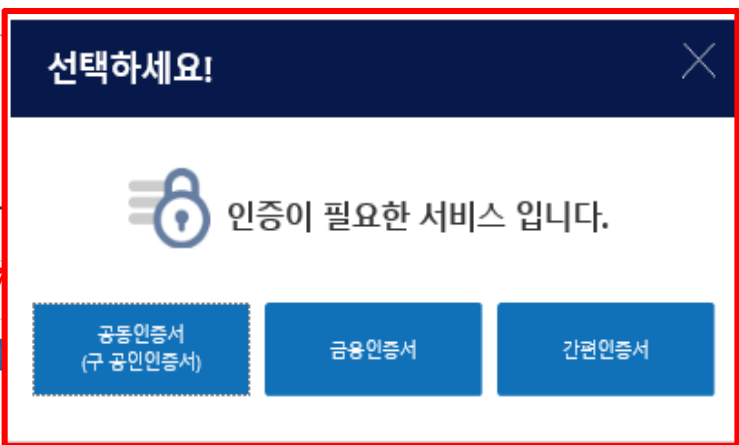 선택하세요!
인증이 필요한 서비스 입니다.
공동인증서
(구 공인인증서)
금융인증서
간편인증서